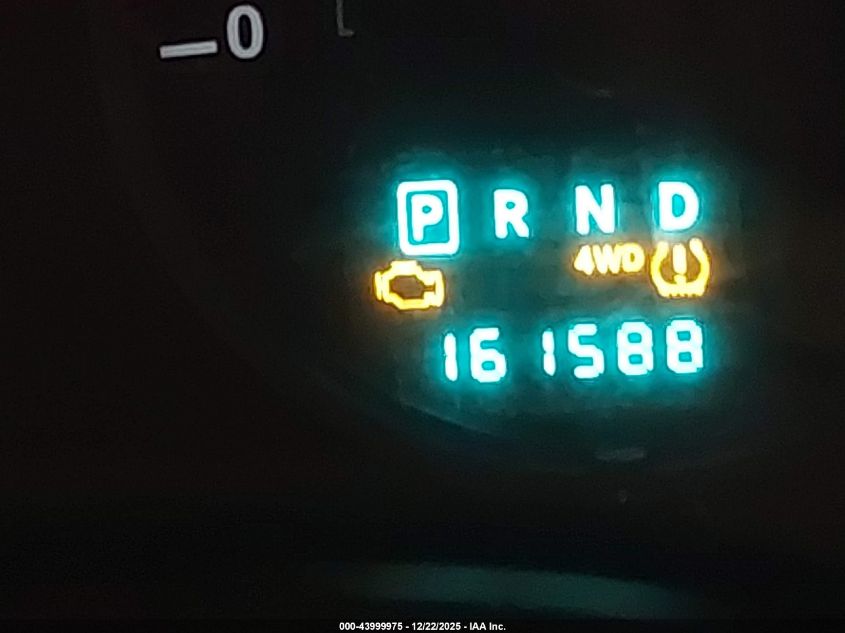 0
P R N D
4WD
161588
000-43999975 - 12/22/2025 - IAA Inc.